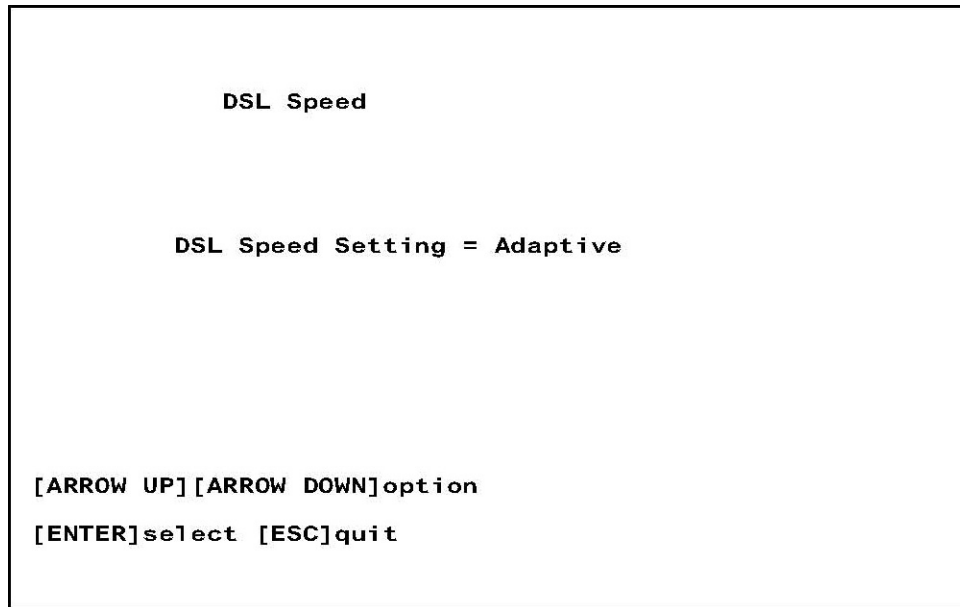 DSL Speed
DSL Speed Setting = Adaptive
[ARROW UP][ARROW DOWN]option
[ENTER]select [ESC]quit